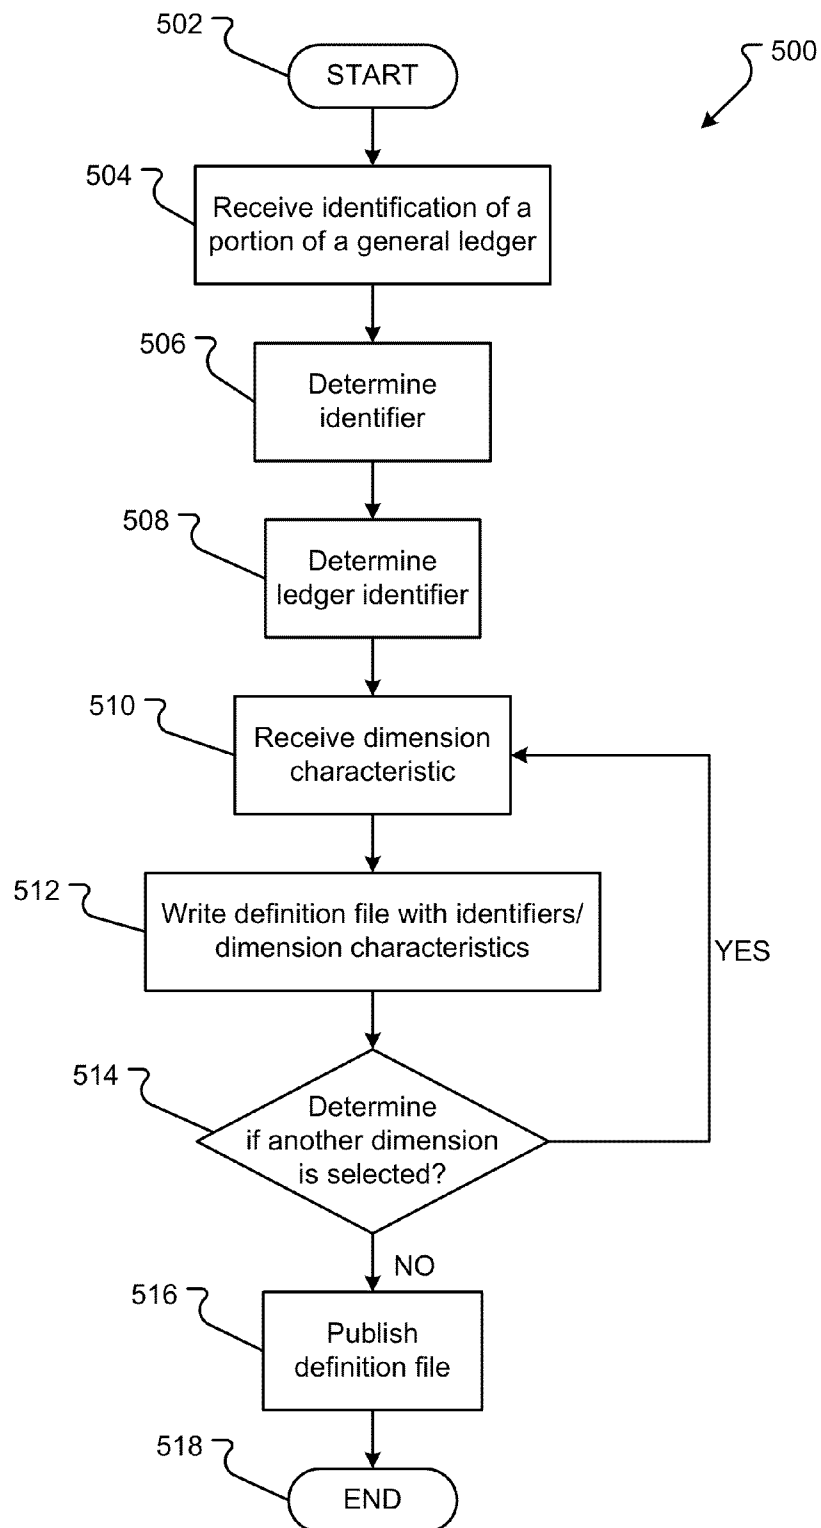 502
START
500
504
Receive identification of a
portion of a general ledger
506
Determine
identifier
508
Determine
ledger identifier
510
Receive dimension
characteristic
512
Write definition file with identifiers/
dimension characteristics
YES
514
Determine
if another dimension
is selected?
NO
516
Publish
definition file
518
END